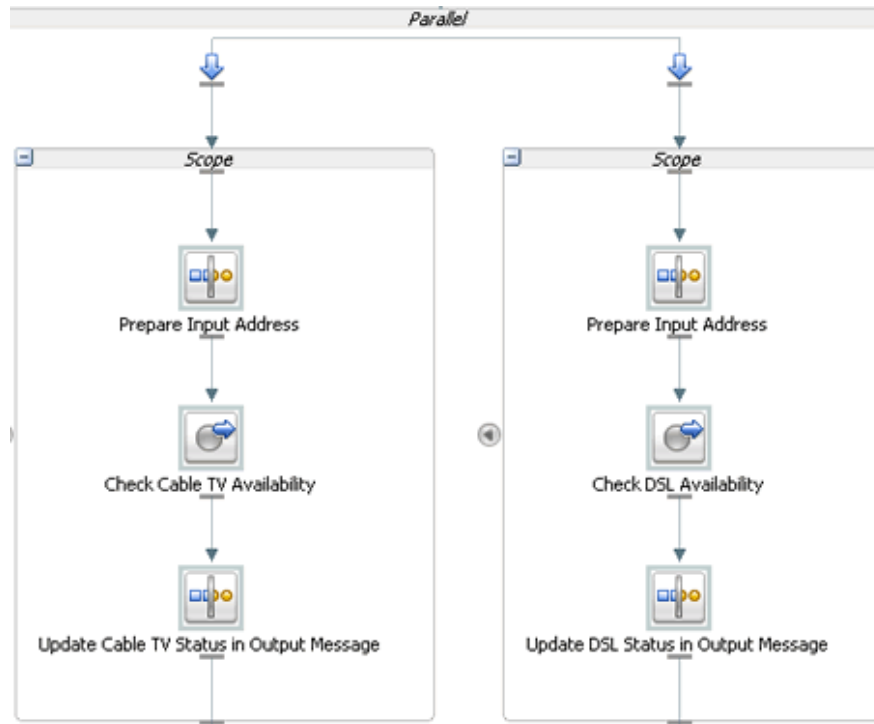 Parallel
Scope
Prepare Input Address
Check Cable TV Availability
Update Cable TV Status in Output Message
Scope
Prepare Input Address
Check DSL Availability
Update DSL Status in Output Message